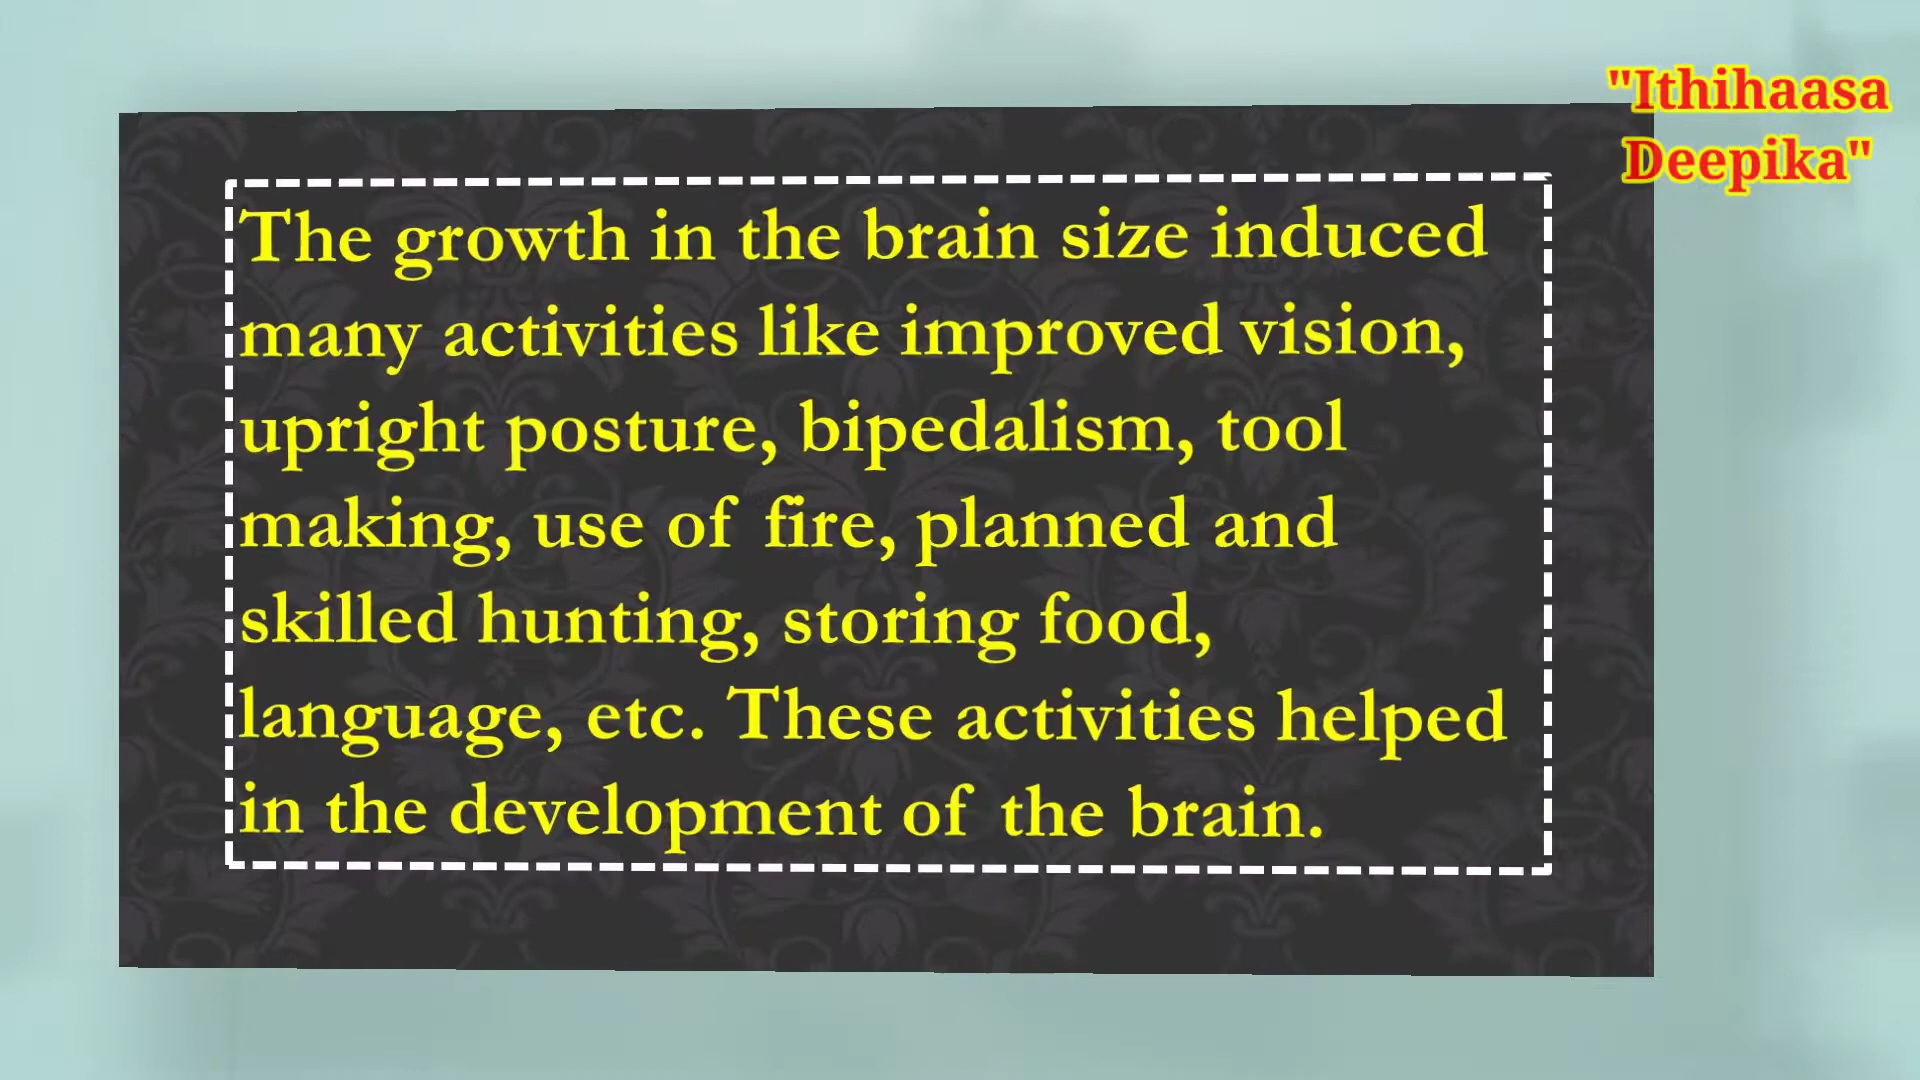 "Ithihaasa
Deepika"
The growth in the brain size induced
many activities like improved vision,
upright posture, bipedalism, tool
making, use of fire, planned and
skilled hunting, storing food,
language, etc. These activities helped
in the development of the brain.